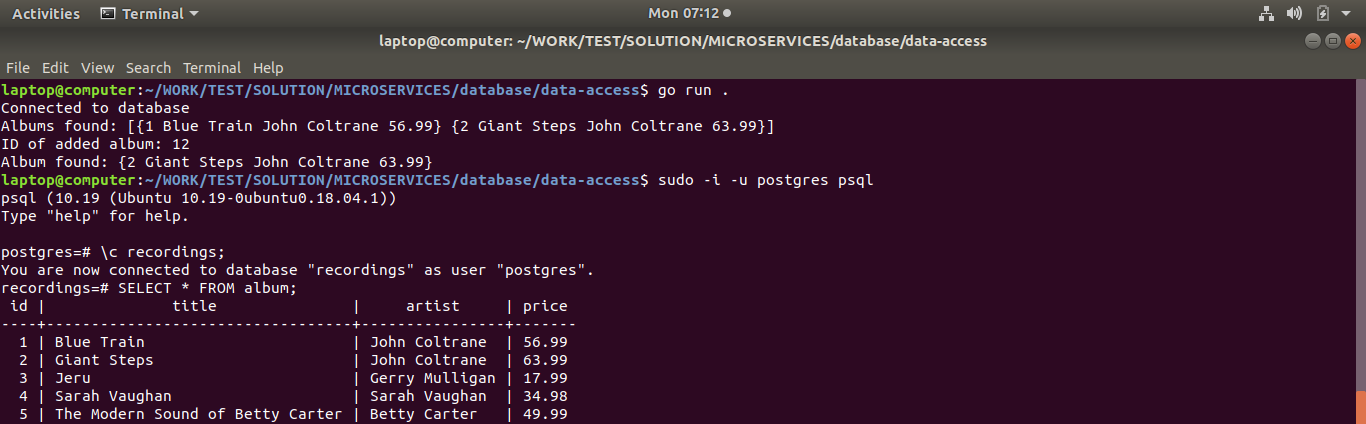 Activities Terminal Mon 07:12
laptop@computer: ~/WORK/TEST/SOLUTION/MICROSERVICES/database/data-access
File Edit View Search Terminal Help
laptop@computer:~/WORK/TEST/SOLUTION/MICROSERVICES/database/data-access$ go run .
Connected to database
Albums found: [{1 Blue Train John Coltrane 56.99} {2 Giant Steps John Coltrane 63.99}]
ID of added album: 12
Album found: {2 Giant Steps John Coltrane 63.99}
laptop@computer:~/WORK/TEST/SOLUTION/MICROSERVICES/database/data-access$ sudo -i -u postgres psql
psql (10.19 (Ubuntu 10.19-0ubuntu0.18.04.1))
Type "help" for help.
postgres=# \c recordings;
You are now connected to database "recordings" as user "postgres".
recordings=# SELECT * FROM album;
 id |              title               |     artist     | price
----+----------------------------------+----------------+-------
  1 | Blue Train                       | John Coltrane  | 56.99
  2 | Giant Steps                      | John Coltrane  | 63.99
  3 | Jeru                             | Gerry Mulligan | 17.99
  4 | Sarah Vaughan                    | Sarah Vaughan  | 34.98
  5 | The Modern Sound of Betty Carter | Betty Carter   | 49.99